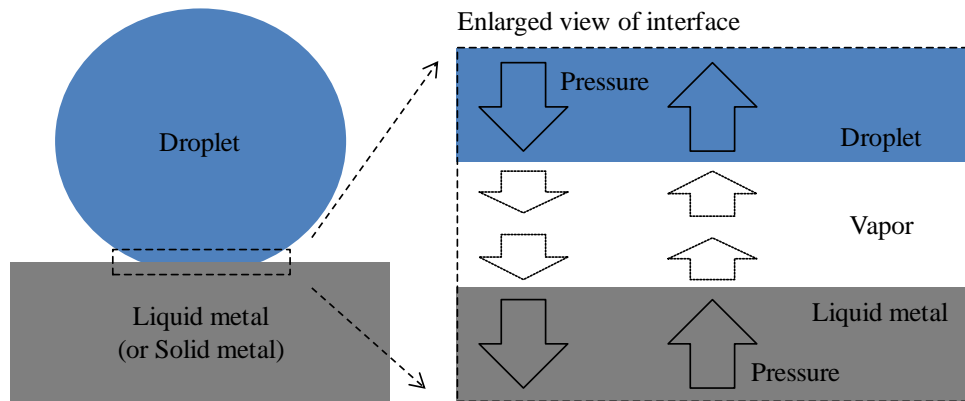 Enlarged view of interface
Droplet
Liquid metal
(or Solid metal)
Pressure
Droplet
Vapor
Liquid metal
Pressure